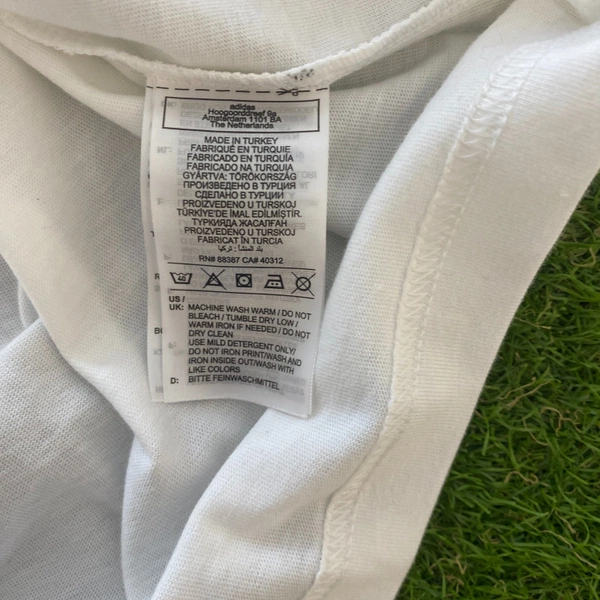 adidas
Hoogoorddreef 9a
Amsterdam 1101 BA
The Netherlands
MADE IN TURKEY
FABRIQUÉ EN TURQUIE
FABRICADO EN TURQUÍA
FABRICADO NA TURQUIA
GYÁRTVA: TÖRÖKORSZÁG
ПРОИЗВЕДЕНО В ТУРЦИЯ
СДЕЛАНО В ТУРЦИИ
PROIZVEDENO U TURSKOJ
TÜRKİYE'DE İMAL EDİLMİŞTİR.
ТҮРКИЯДА ЖАСАЛҒАН
PROIZVEDENO U TURSKOJ
FABRICAT ÎN TURCIA
بلد المنشأ: تركيا
RN# 88387 CA# 40312
US /
UK: MACHINE WASH WARM / DO NOT
BLEACH / TUMBLE DRY LOW /
WARM IRON IF NEEDED / DO NOT
DRY CLEAN
USE MILD DETERGENT ONLY/
DO NOT IRON PRINT/WASH AND
IRON INSIDE OUT/WASH WITH
LIKE COLORS
D: BITTE FEINWASCHMITTEL